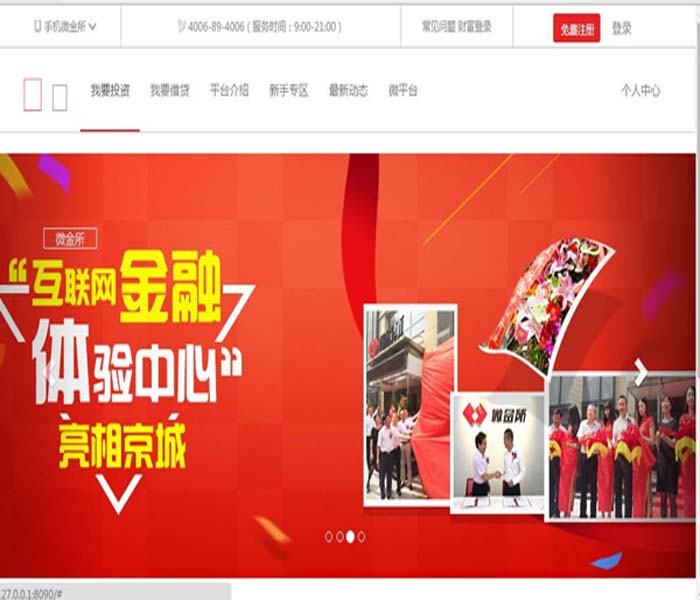 手机微金所
4006-89-4006 ( 服务时间：9:00-21:00 )
常见问题 财富登录
免费注册
登录
我要投资
我要借贷
平台介绍
新手专区
最新动态
微平台
个人中心
微金所
“互联网金融
体验中心”
亮相京城
微金所
27.0.0.1:8090/#